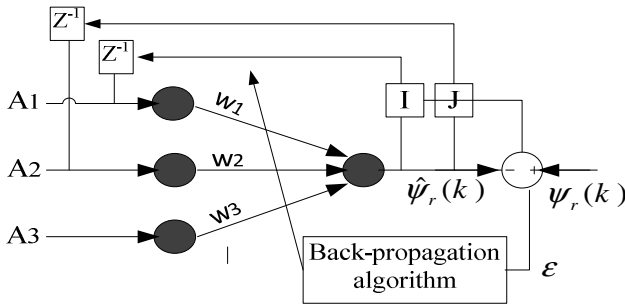 Z⁻¹
Z⁻¹
A1
W1
I
J
A2
W2
ψ̂ᵣ(k)
-
+
ψᵣ(k)
A3
W3
Back-propagation
algorithm
ε